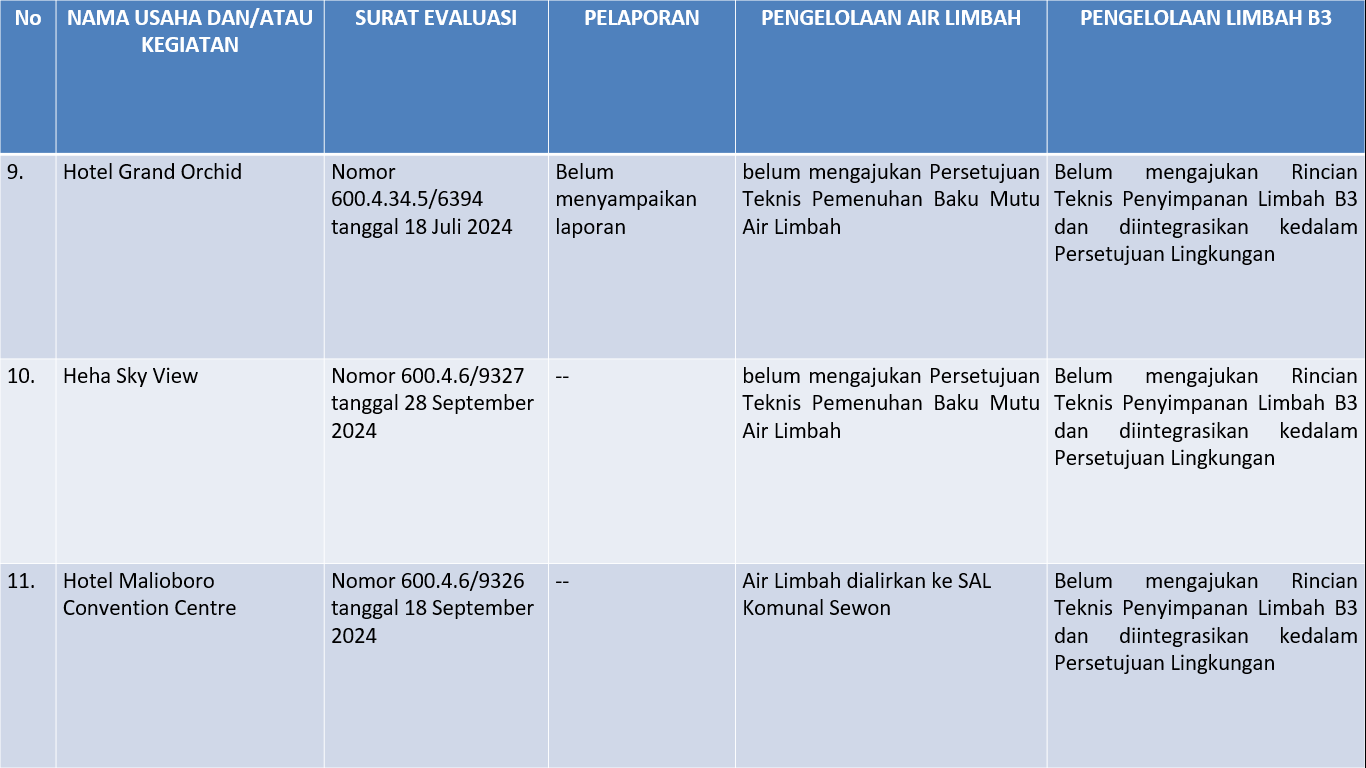 No
NAMA USAHA DAN/ATAU
KEGIATAN
SURAT EVALUASI
PELAPORAN
PENGELOLAAN AIR LIMBAH
PENGELOLAAN LIMBAH B3
9.
Hotel Grand Orchid
Nomor
600.4.34.5/6394
tanggal 18 Juli 2024
Belum
menyampaikan
laporan
belum mengajukan Persetujuan
Teknis Pemenuhan Baku Mutu
Air Limbah
Belum mengajukan Rincian
Teknis Penyimpanan Limbah B3
dan diintegrasikan kedalam
Persetujuan Lingkungan
10.
Heha Sky View
Nomor 600.4.6/9327
tanggal 28 September
2024
--
belum mengajukan Persetujuan
Teknis Pemenuhan Baku Mutu
Air Limbah
Belum mengajukan Rincian
Teknis Penyimpanan Limbah B3
dan diintegrasikan kedalam
Persetujuan Lingkungan
11.
Hotel Malioboro
Convention Centre
Nomor 600.4.6/9326
tanggal 18 September
2024
--
Air Limbah dialirkan ke SAL
Komunal Sewon
Belum mengajukan Rincian
Teknis Penyimpanan Limbah B3
dan diintegrasikan kedalam
Persetujuan Lingkungan